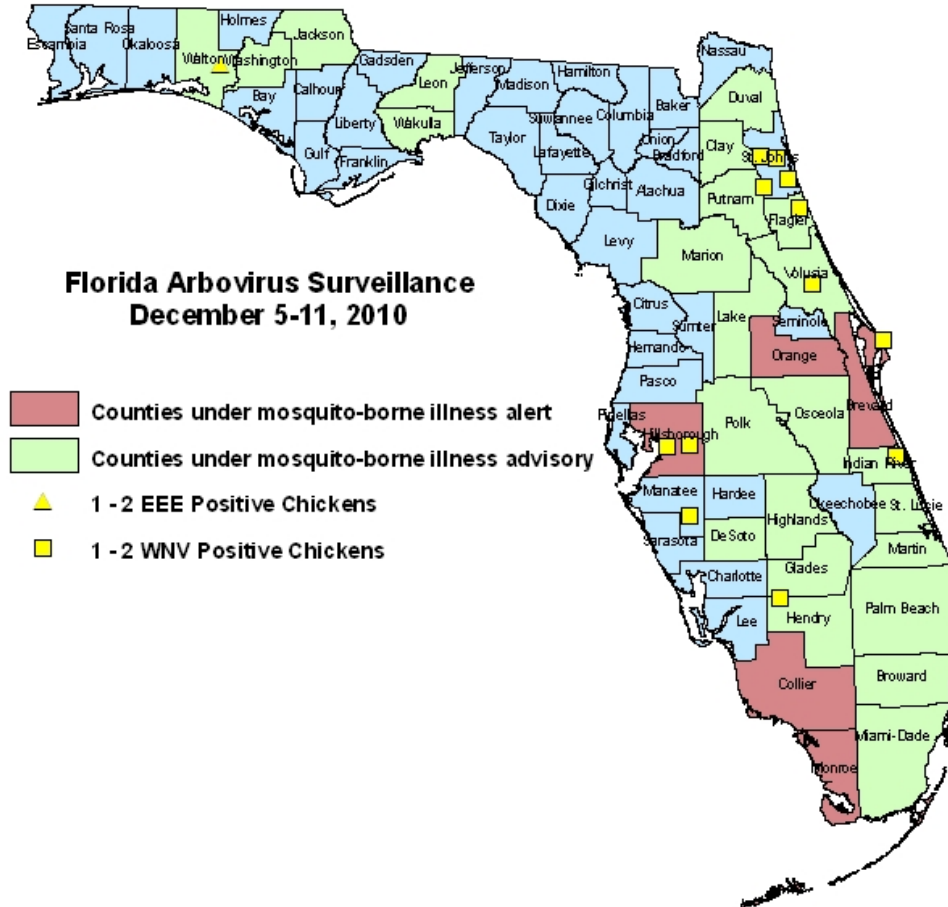 Holmes
Jackson
Santa Rosa
Escambia
Okaloosa
Walton
Washington
Nassau
Gadsden
Jefferson
Hamilton
Madison
Leon
Bay
Calhoun
Liberty
Wakulla
Taylor
Suwannee
Columbia
Baker
Duval
Union
Bradford
Clay
St. Johns
Gulf
Franklin
Lafayette
Gilchrist
Alachua
Putnam
Dixie
Flagler
Levy
Marion
Volusia
Florida Arbovirus Surveillance
December 5-11, 2010
Citrus
Sumter
Lake
Seminole
Hernando
Orange
Pasco
Counties under mosquito-borne illness alert
Pinellas
Hillsborough
Polk
Osceola
Brevard
Counties under mosquito-borne illness advisory
Indian River
1 - 2 EEE Positive Chickens
Manatee
Hardee
Okeechobee
St. Lucie
Highlands
1 - 2 WNV Positive Chickens
Sarasota
DeSoto
Martin
Charlotte
Glades
Lee
Hendry
Palm Beach
Collier
Broward
Miami-Dade
Monroe